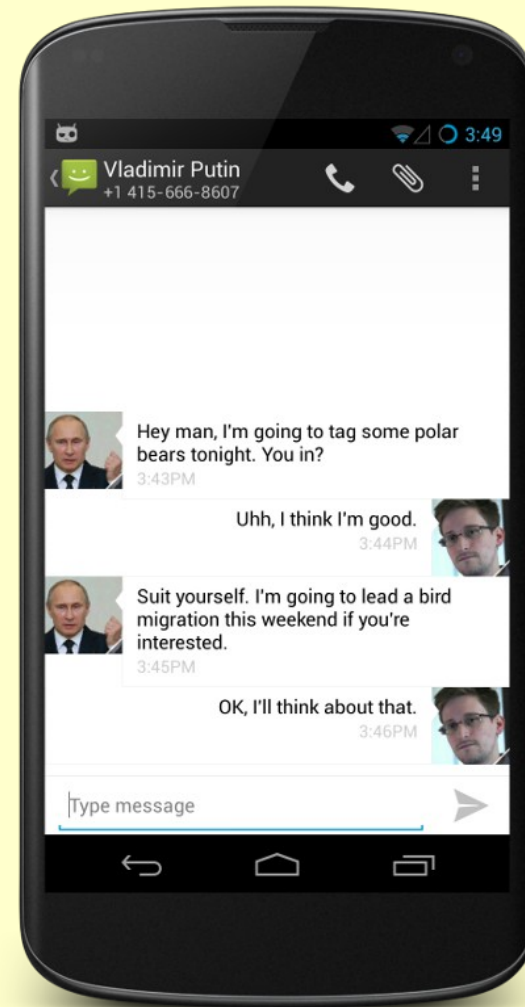 3:49
Vladimir Putin
+1 415-666-8607
Hey man, I'm going to tag some polar
bears tonight. You in?
3:43PM
Uhh, I think I'm good.
3:44PM
Suit yourself. I'm going to lead a bird
migration this weekend if you're
interested.
3:45PM
OK, I'll think about that.
3:46PM
Type message